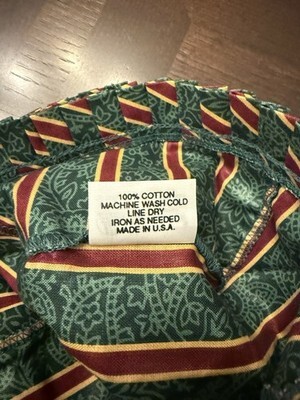 100% COTTON
MACHINE WASH COLD
LINE DRY
IRON AS NEEDED
MADE IN U.S.A.